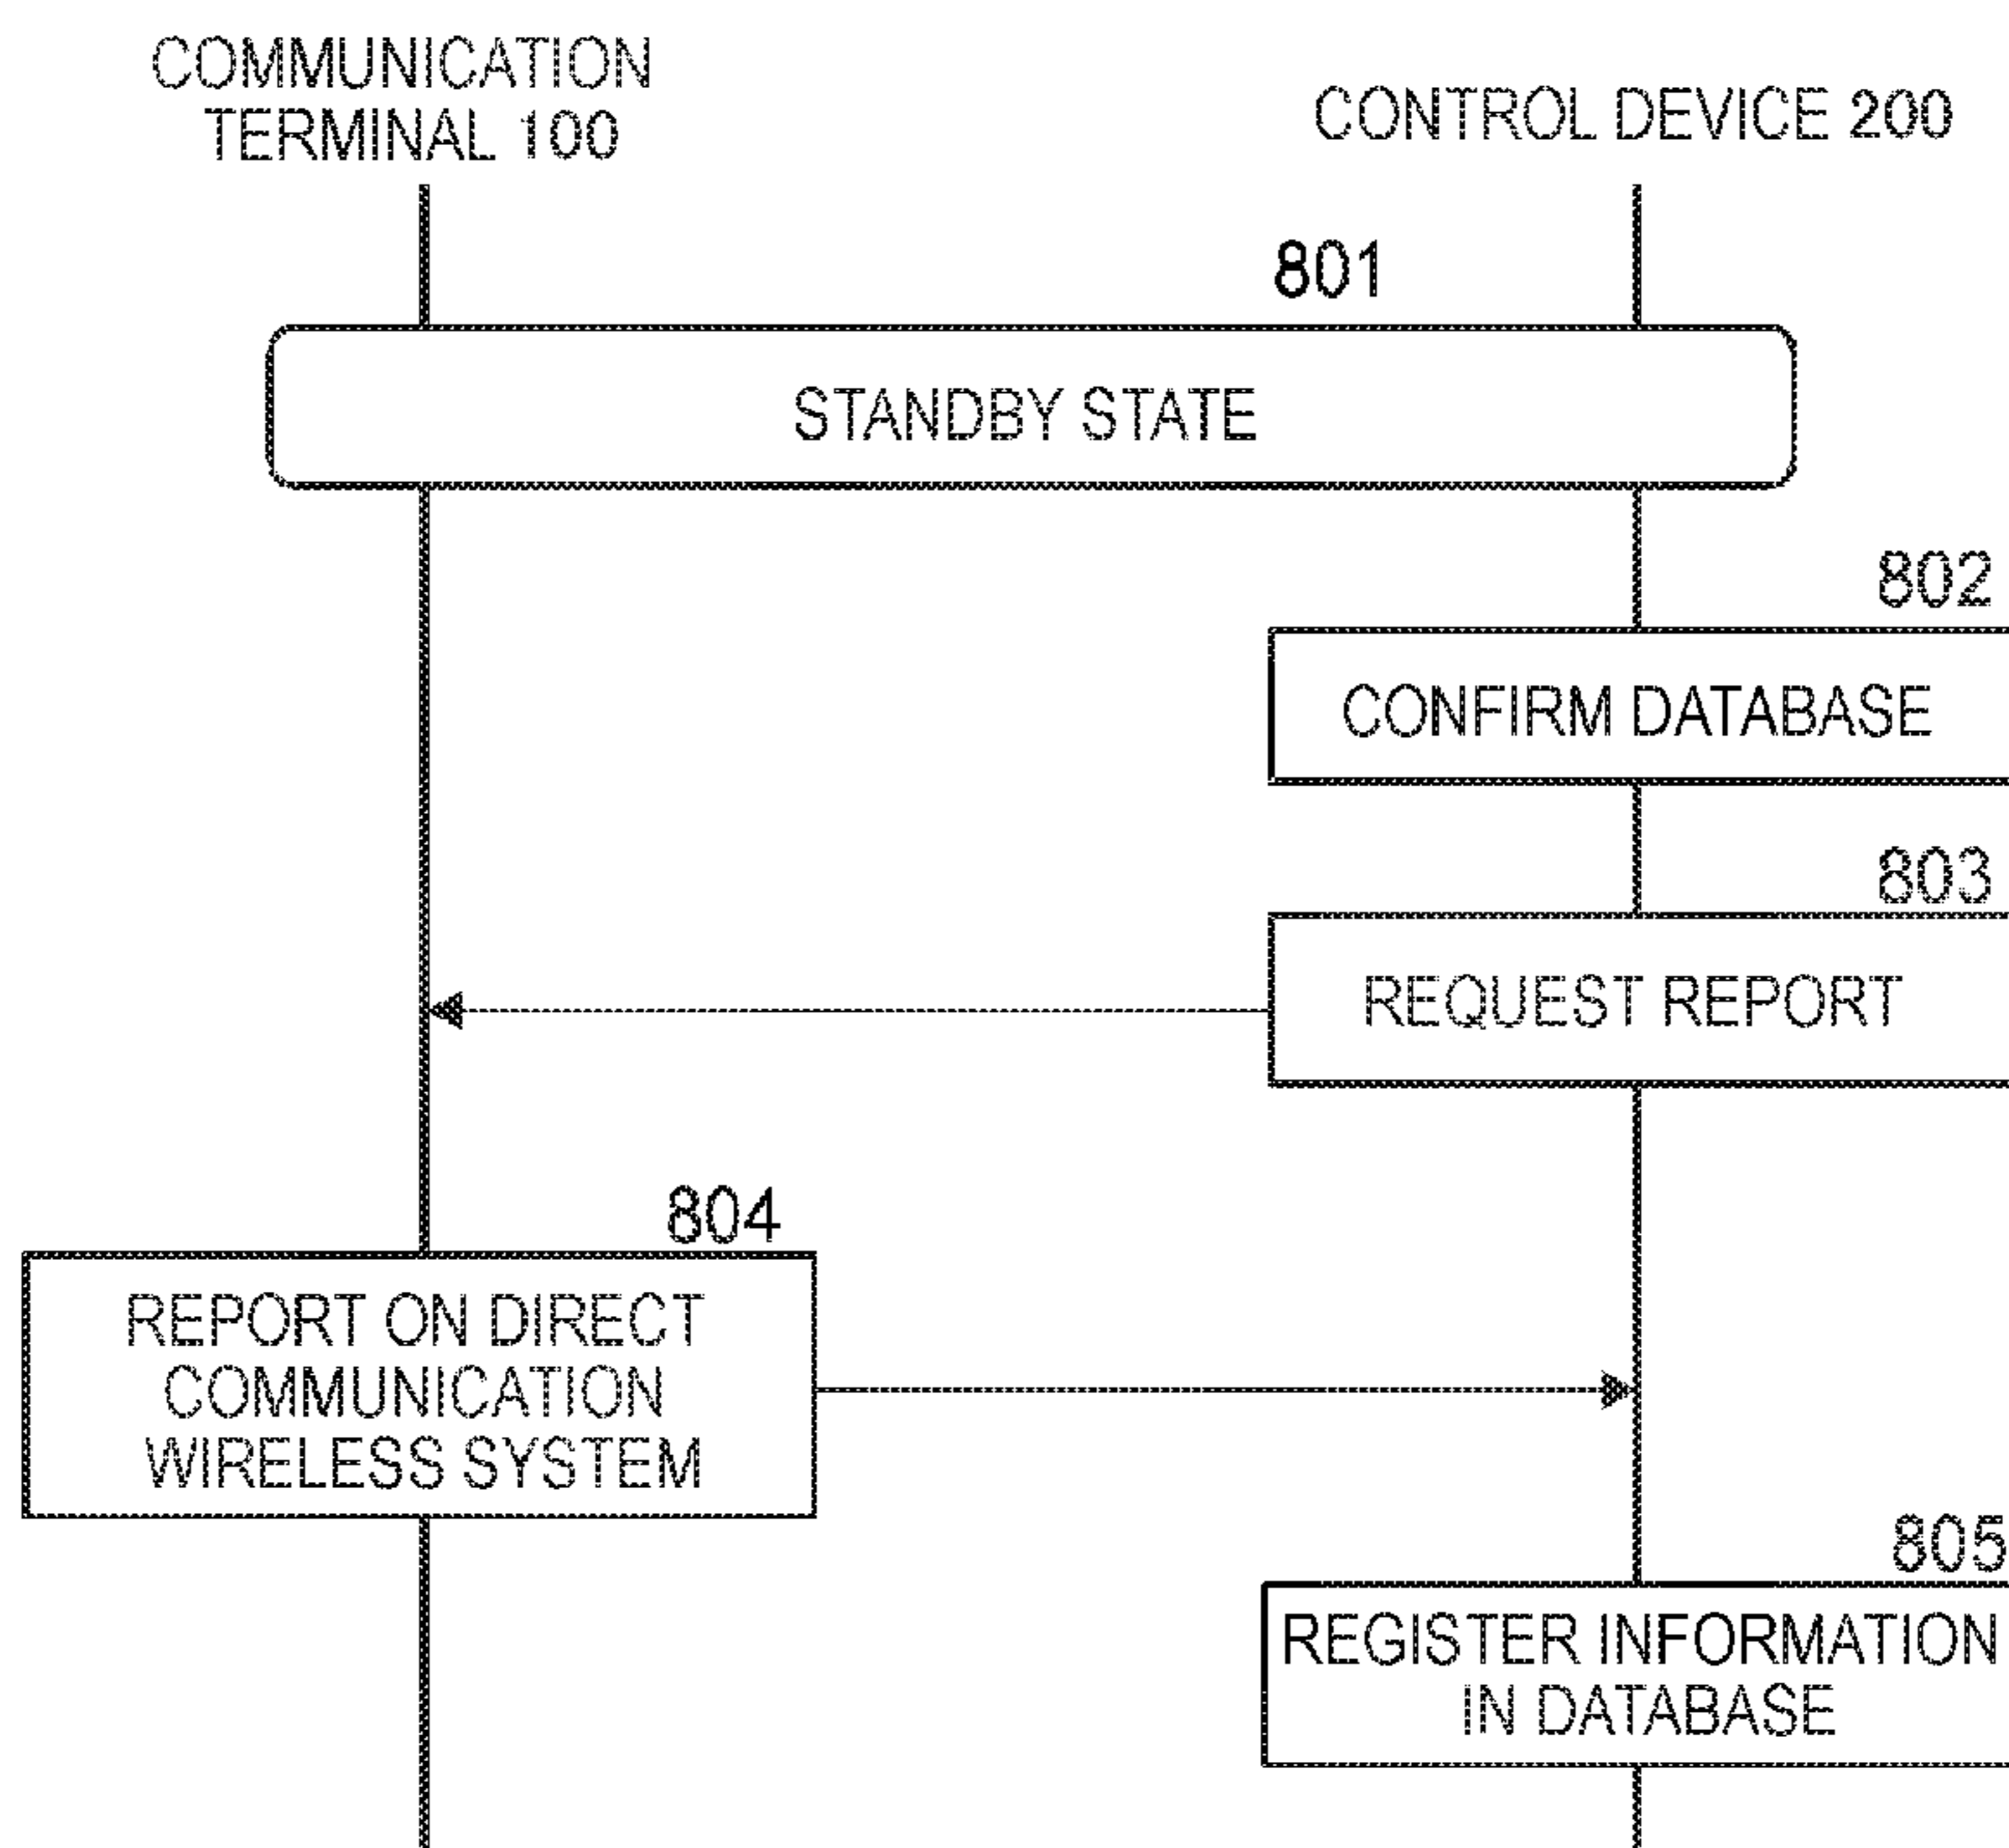 COMMUNICATION
TERMINAL 100
CONTROL DEVICE 200
801
STANDBY STATE
802
CONFIRM DATABASE
803
REQUEST REPORT
804
REPORT ON DIRECT
COMMUNICATION
WIRELESS SYSTEM
805
REGISTER INFORMATION
IN DATABASE